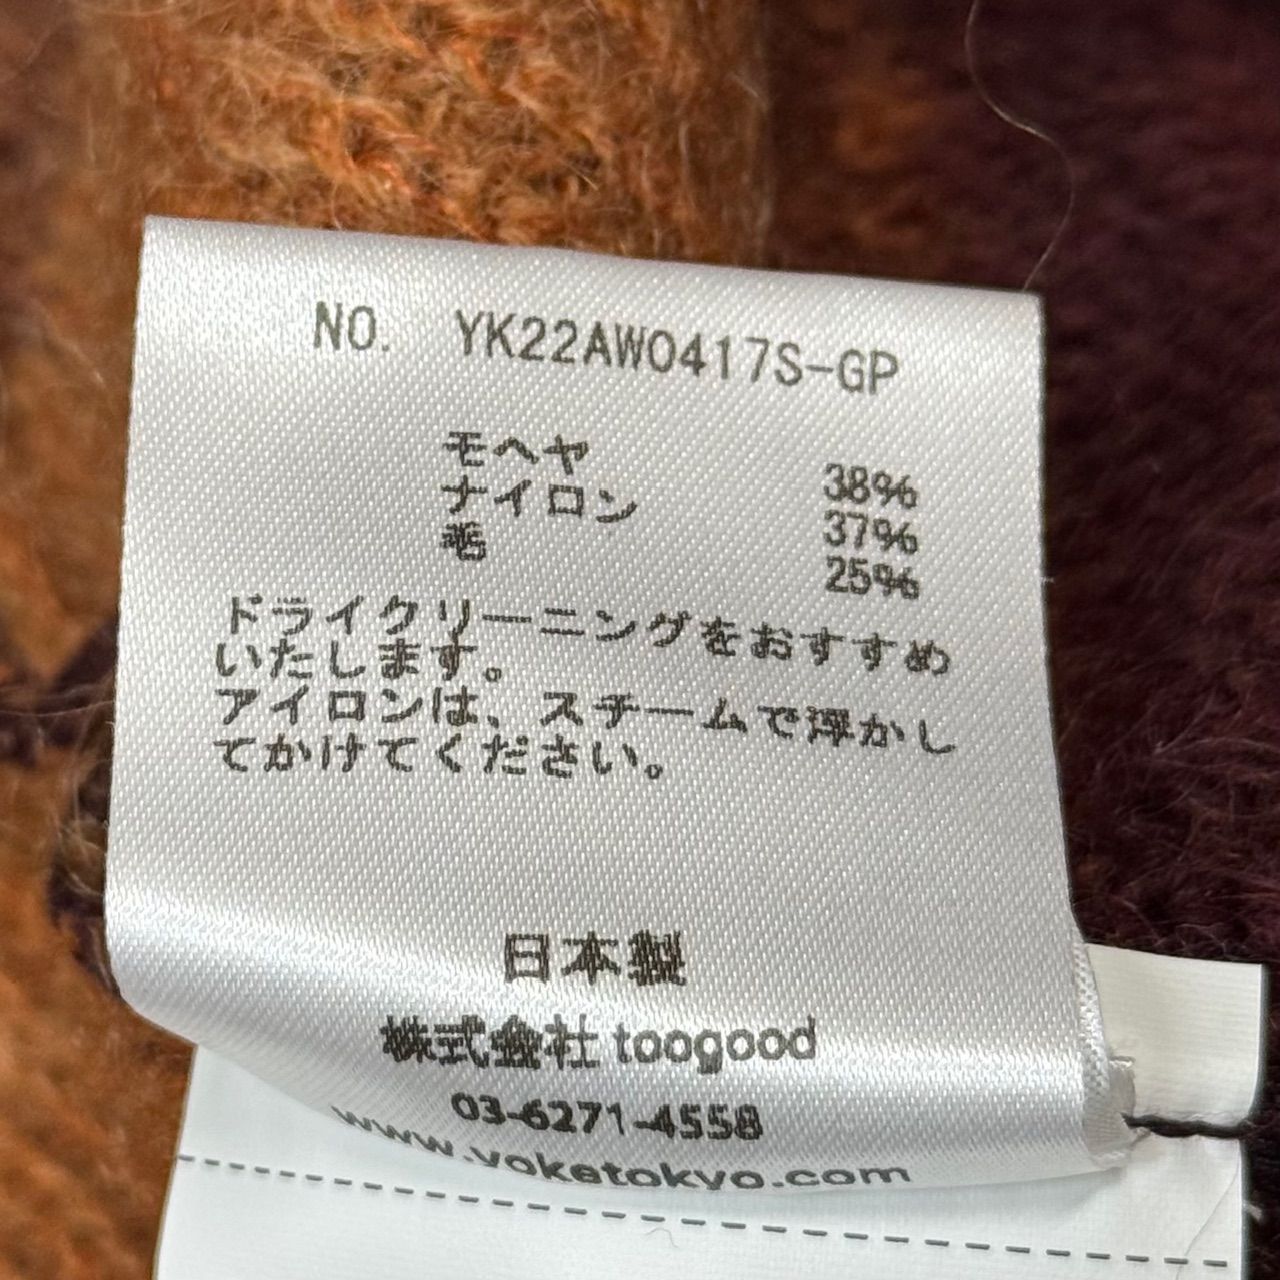 NO. YK22AW0417S-GP
モヘヤ 38%
ナイロン 37%
毛 25%
ドライクリーニングをおすすめ
いたします。
アイロンは、スチームで浮かし
てかけてください。
日本製
株式会社 toogood
03-6271-4558
www.yoketokyo.com